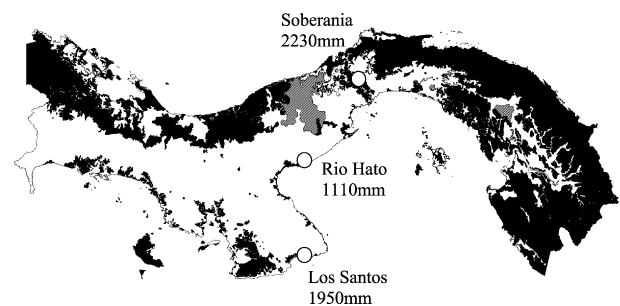 Soberania
2230mm
Rio Hato
1110mm
Los Santos
1950mm